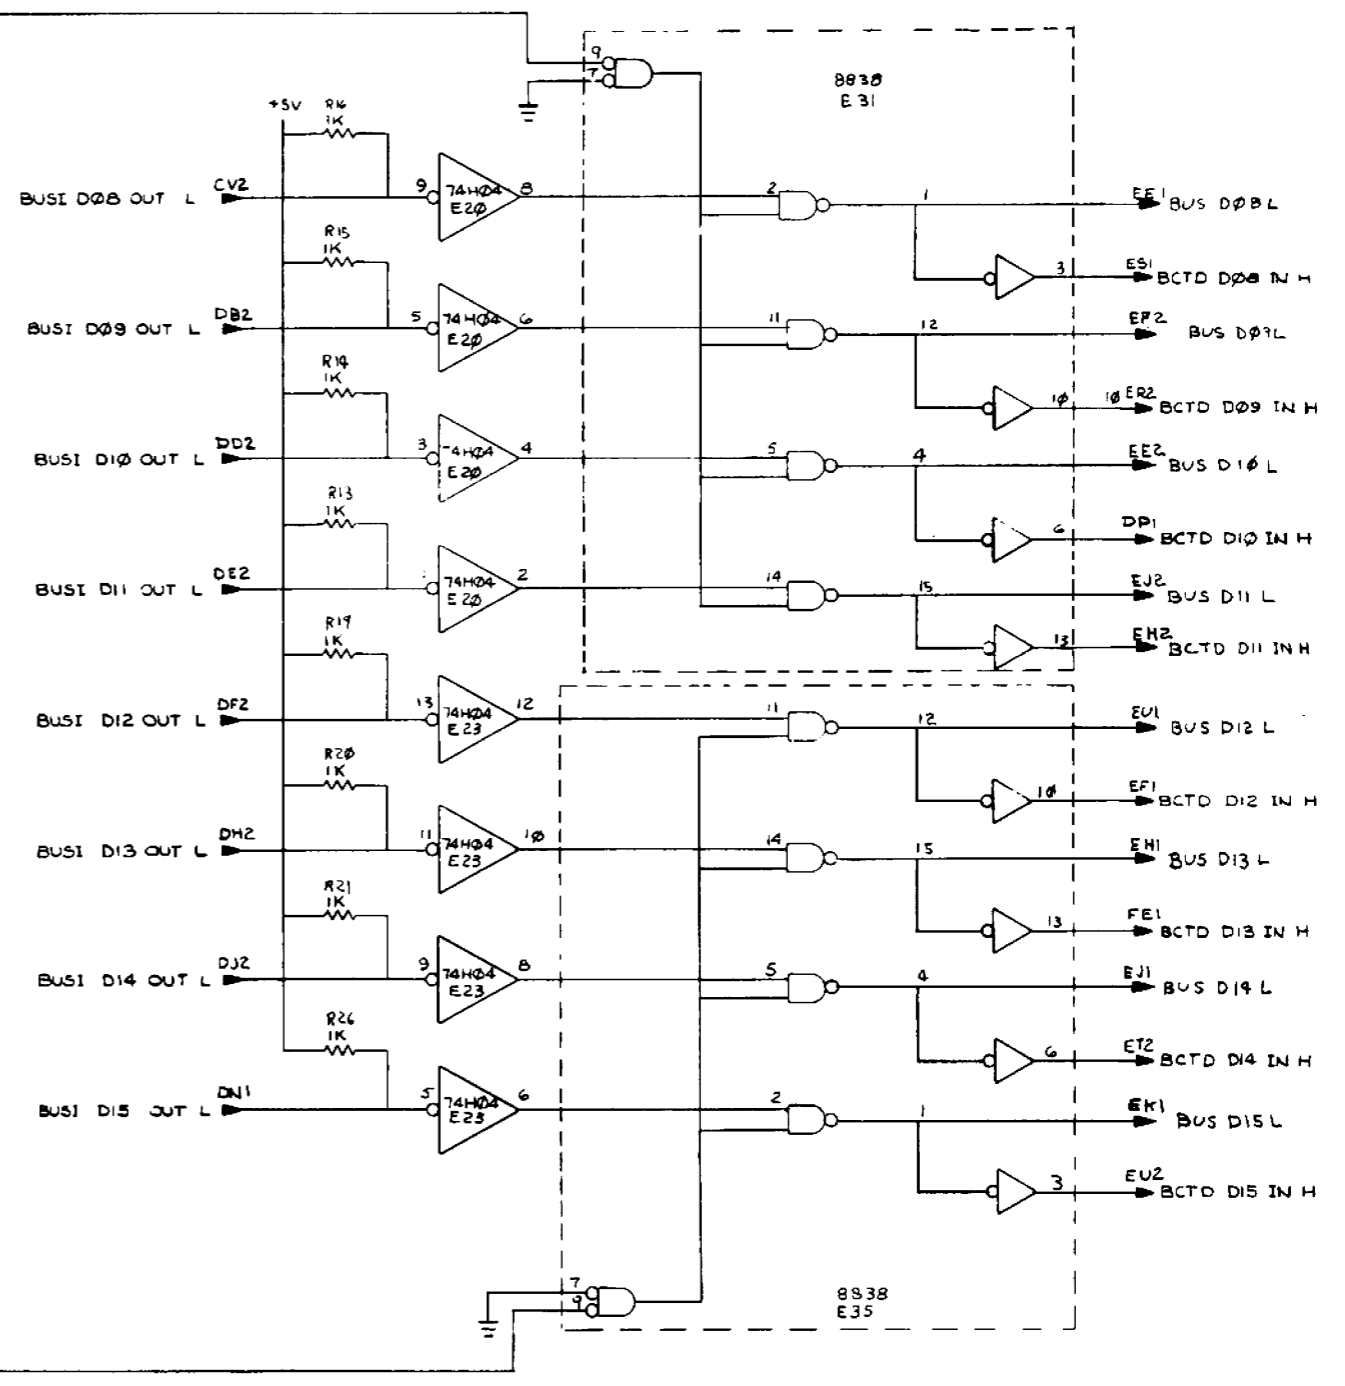 9
7
8838
E31
+5V
R16
1K
BUSI DØ8 OUT L
CV2
9
74HØ4
E2Ø
8
2
1
EE1
BUS DØ8 L
3
ES1
BCTD DØ8 IN H
R15
1K
BUSI DØ9 OUT L
DB2
5
74HØ4
E2Ø
6
11
12
EF2
BUS DØ9 L
1Ø
1Ø
ER2
BCTD DØ9 IN H
R14
1K
BUSI D1Ø OUT L
DD2
3
74HØ4
E2Ø
4
5
4
EE2
BUS D1Ø L
6
DP1
BCTD D1Ø IN H
R13
1K
BUSI D11 OUT L
DE2
1
74HØ4
E2Ø
2
14
15
EJ2
BUS D11 L
13
EH2
BCTD D11 IN H
R19
1K
BUSI D12 OUT L
DF2
13
74HØ4
E23
12
11
12
EU1
BUS D12 L
1Ø
EF1
BCTD D12 IN H
R2Ø
1K
BUSI D13 OUT L
DH2
11
74HØ4
E23
1Ø
14
15
EH1
BUS D13 L
13
FE1
BCTD D13 IN H
R21
1K
BUSI D14 OUT L
DJ2
9
74HØ4
E23
8
5
4
EJ1
BUS D14 L
6
ET2
BCTD D14 IN H
R26
1K
BUSI D15 OUT L
DN1
5
74HØ4
E23
6
2
1
EK1
BUS D15 L
3
EU2
BCTD D15 IN H
7
9
8838
E35